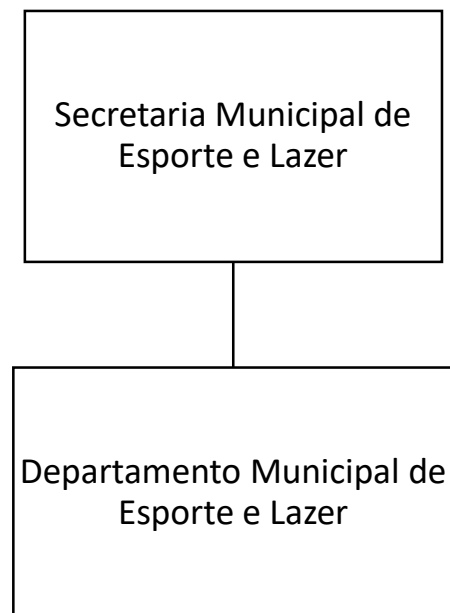 Secretaria Municipal de
Esporte e Lazer
Departamento Municipal de
Esporte e Lazer